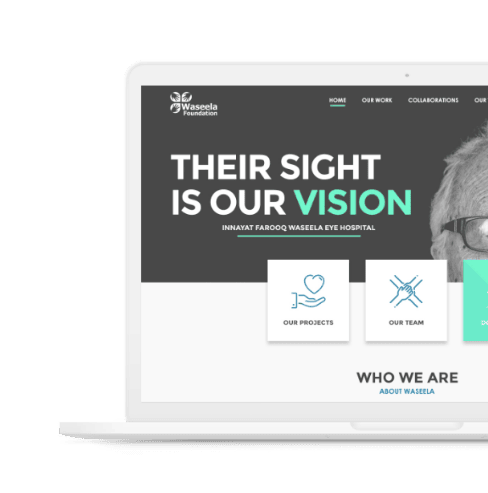 Waseela
Foundation
HOME OUR WORK COLLABORATIONS OUR
THEIR SIGHT
IS OUR VISION
INNAYAT FAROOQ WASEELA EYE HOSPITAL
OUR PROJECTS OUR TEAM
WHO WE ARE
ABOUT WASEELA